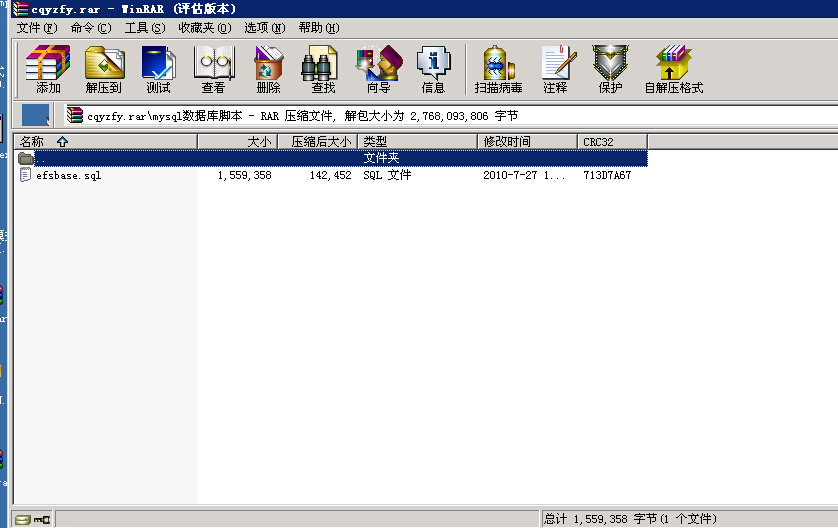 cqyzfy.rar - WinRAR (评估版本)
文件(F) 命令(C) 工具(S) 收藏夹(O) 选项(N) 帮助(H)
添加 解压到 测试 查看 删除 查找 向导 信息 扫描病毒 注释 保护 自解压格式
cqyzfy.rar\mysql数据库脚本 - RAR 压缩文件, 解包大小为 2,768,093,806 字节
名称 大小 压缩后大小 类型 修改时间 CRC32
.. 文件夹
efsbase.sql 1,559,358 142,452 SQL 文件 2010-7-27 1... 713D7A67
总计 1,559,358 字节(1 个文件)